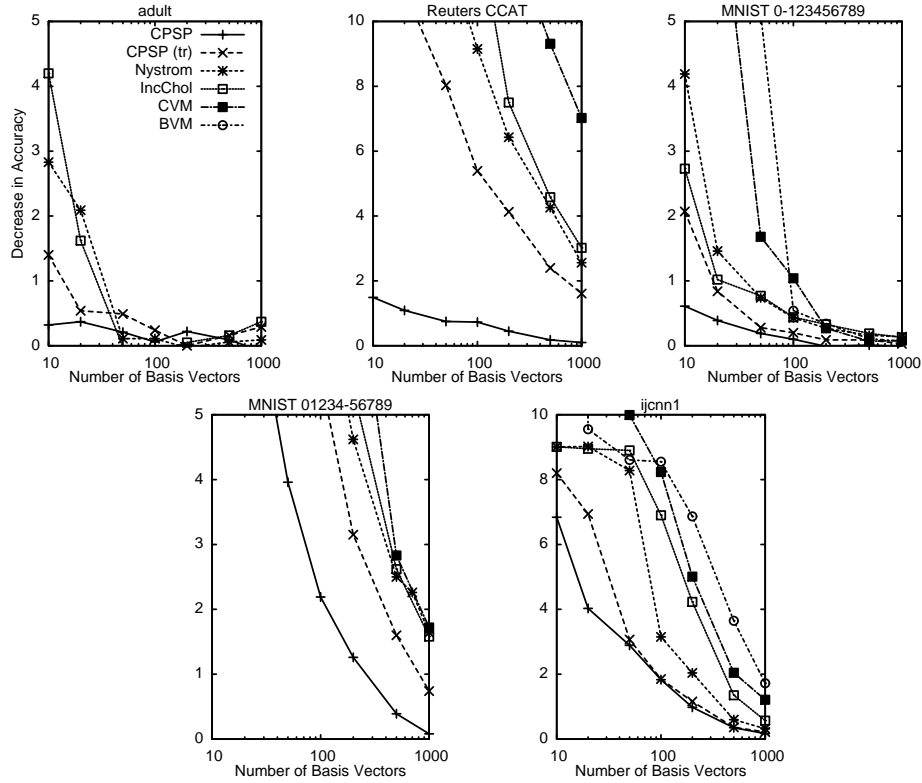 adult
Reuters CCAT
MNIST 0-123456789
5
4
3
2
1
0
10
100
1000
Number of Basis Vectors
Decrease in Accuracy
CPSP
CPSP (tr)
Nystrom
IncChol
CVM
BVM
10
8
6
4
2
0
10
100
1000
Number of Basis Vectors
5
4
3
2
1
0
10
100
1000
Number of Basis Vectors
MNIST 01234-56789
ijcnn1
5
4
3
2
1
0
10
100
1000
Number of Basis Vectors
10
8
6
4
2
0
10
100
1000
Number of Basis Vectors